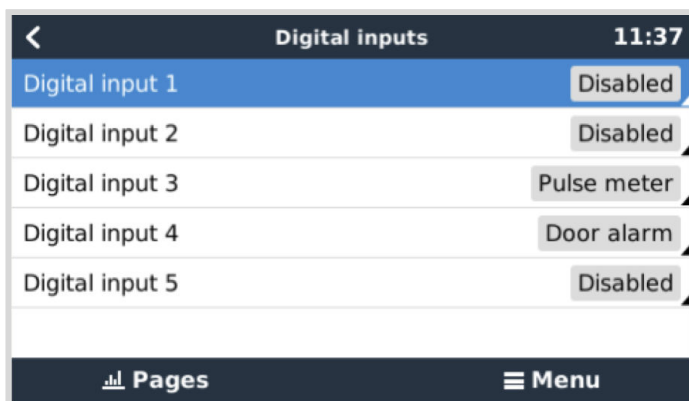 Digital inputs 11:37
Digital input 1 Disabled
Digital input 2 Disabled
Digital input 3 Pulse meter
Digital input 4 Door alarm
Digital input 5 Disabled
Pages Menu